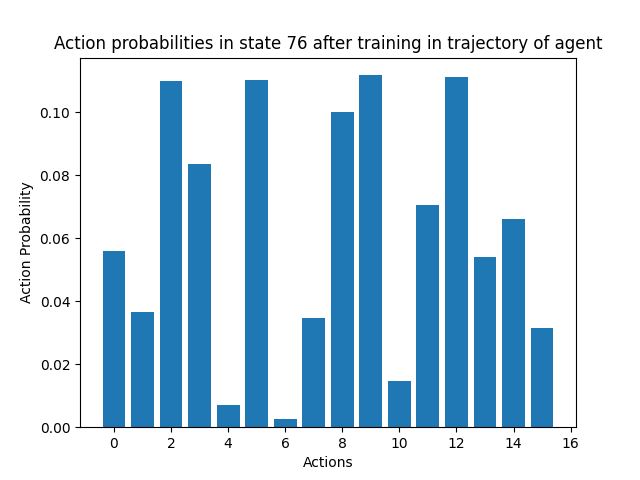 Action probabilities in state 76 after training in trajectory of agent
0.10
0.08
0.06
0.04
0.02
0.00
Action Probability
0 2 4 6 8 10 12 14 16
Actions